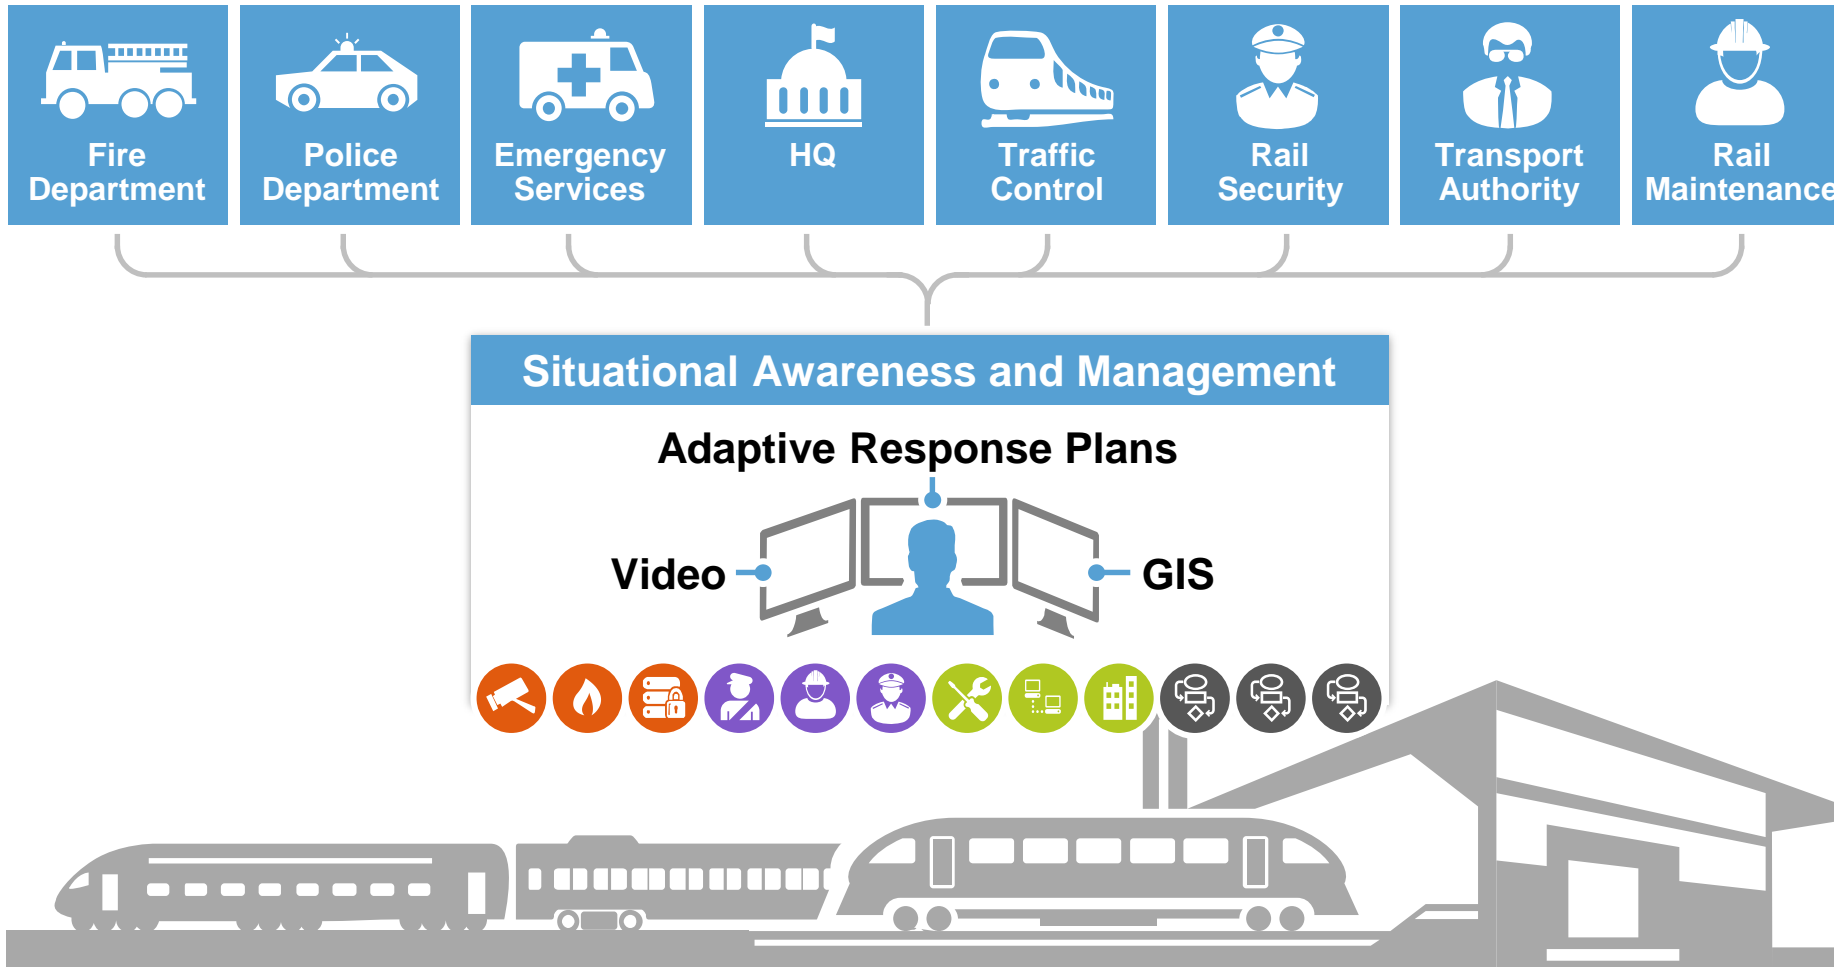 Fire
Department
Police
Department
Emergency
Services
HQ
Traffic
Control
Rail
Security
Transport
Authority
Rail
Maintenance
Situational Awareness and Management
Adaptive Response Plans
Video
GIS